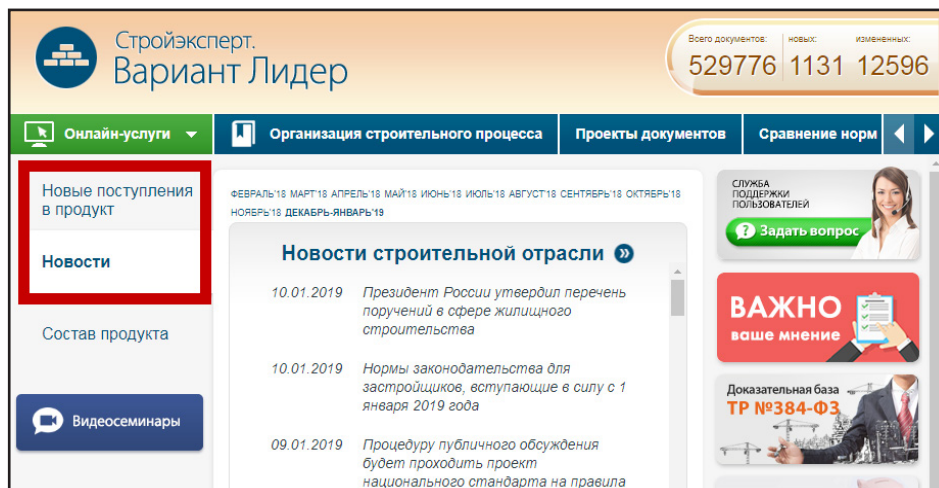 Стройэксперт.
Вариант Лидер
Всего документов: новых: измененных:
529776 1131 12596
Онлайн-услуги
Организация строительного процесса
Проекты документов
Сравнение норм
Новые поступления
в продукт
Новости
Состав продукта
Видеосеминары
ФЕВРАЛЬ'18 МАРТ'18 АПРЕЛЬ'18 МАЙ'18 ИЮНЬ'18 ИЮЛЬ'18 АВГУСТ'18 СЕНТЯБРЬ'18 ОКТЯБРЬ'18
НОЯБРЬ'18 ДЕКАБРЬ-ЯНВАРЬ'19
Новости строительной отрасли
10.01.2019 Президент России утвердил перечень
поручений в сфере жилищного
строительства
10.01.2019 Нормы законодательства для
застройщиков, вступающие в силу с 1
января 2019 года
09.01.2019 Процедуру публичного обсуждения
будет проходить проект
национального стандарта на правила
СЛУЖБА
ПОДДЕРЖКИ
ПОЛЬЗОВАТЕЛЕЙ
? Задать вопрос
ВАЖНО
ваше мнение
Доказательная база
ТР №384-ФЗ